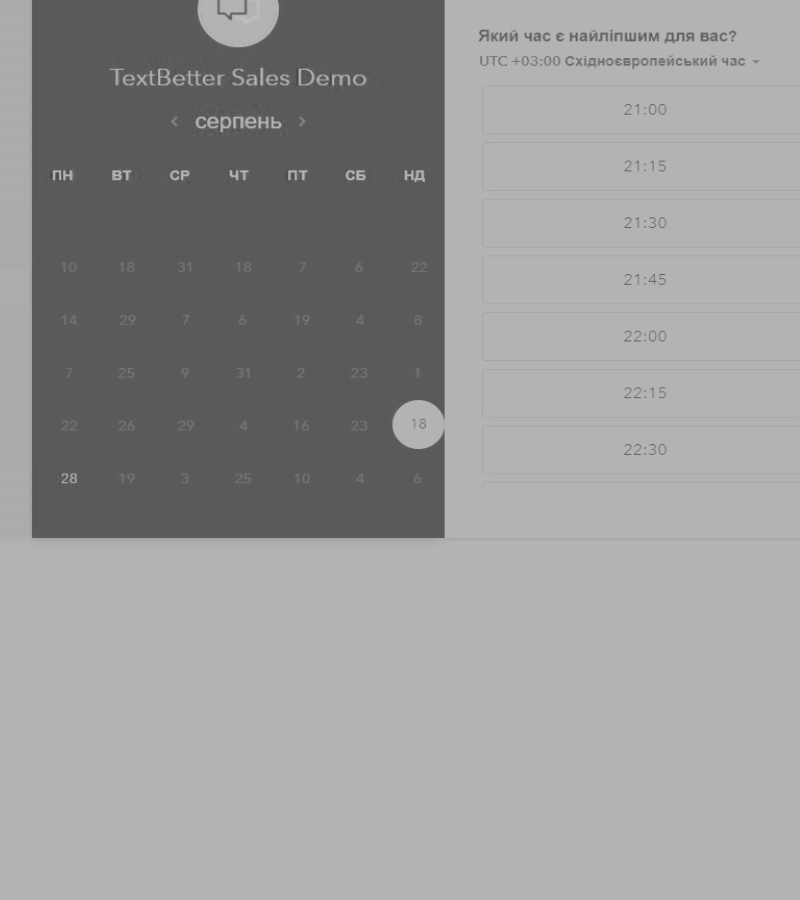 TextBetter Sales Demo
серпень
ПН ВТ СР ЧТ ПТ СБ НД
10 18 31 18 7 6 22
14 29 7 6 19 4 8
7 25 9 31 2 23 1
22 26 29 4 16 23 18
28 19 3 25 10 4 6
Який час є найліпшим для вас?
UTC +03:00 Східноєвропейський час
21:00
21:15
21:30
21:45
22:00
22:15
22:30